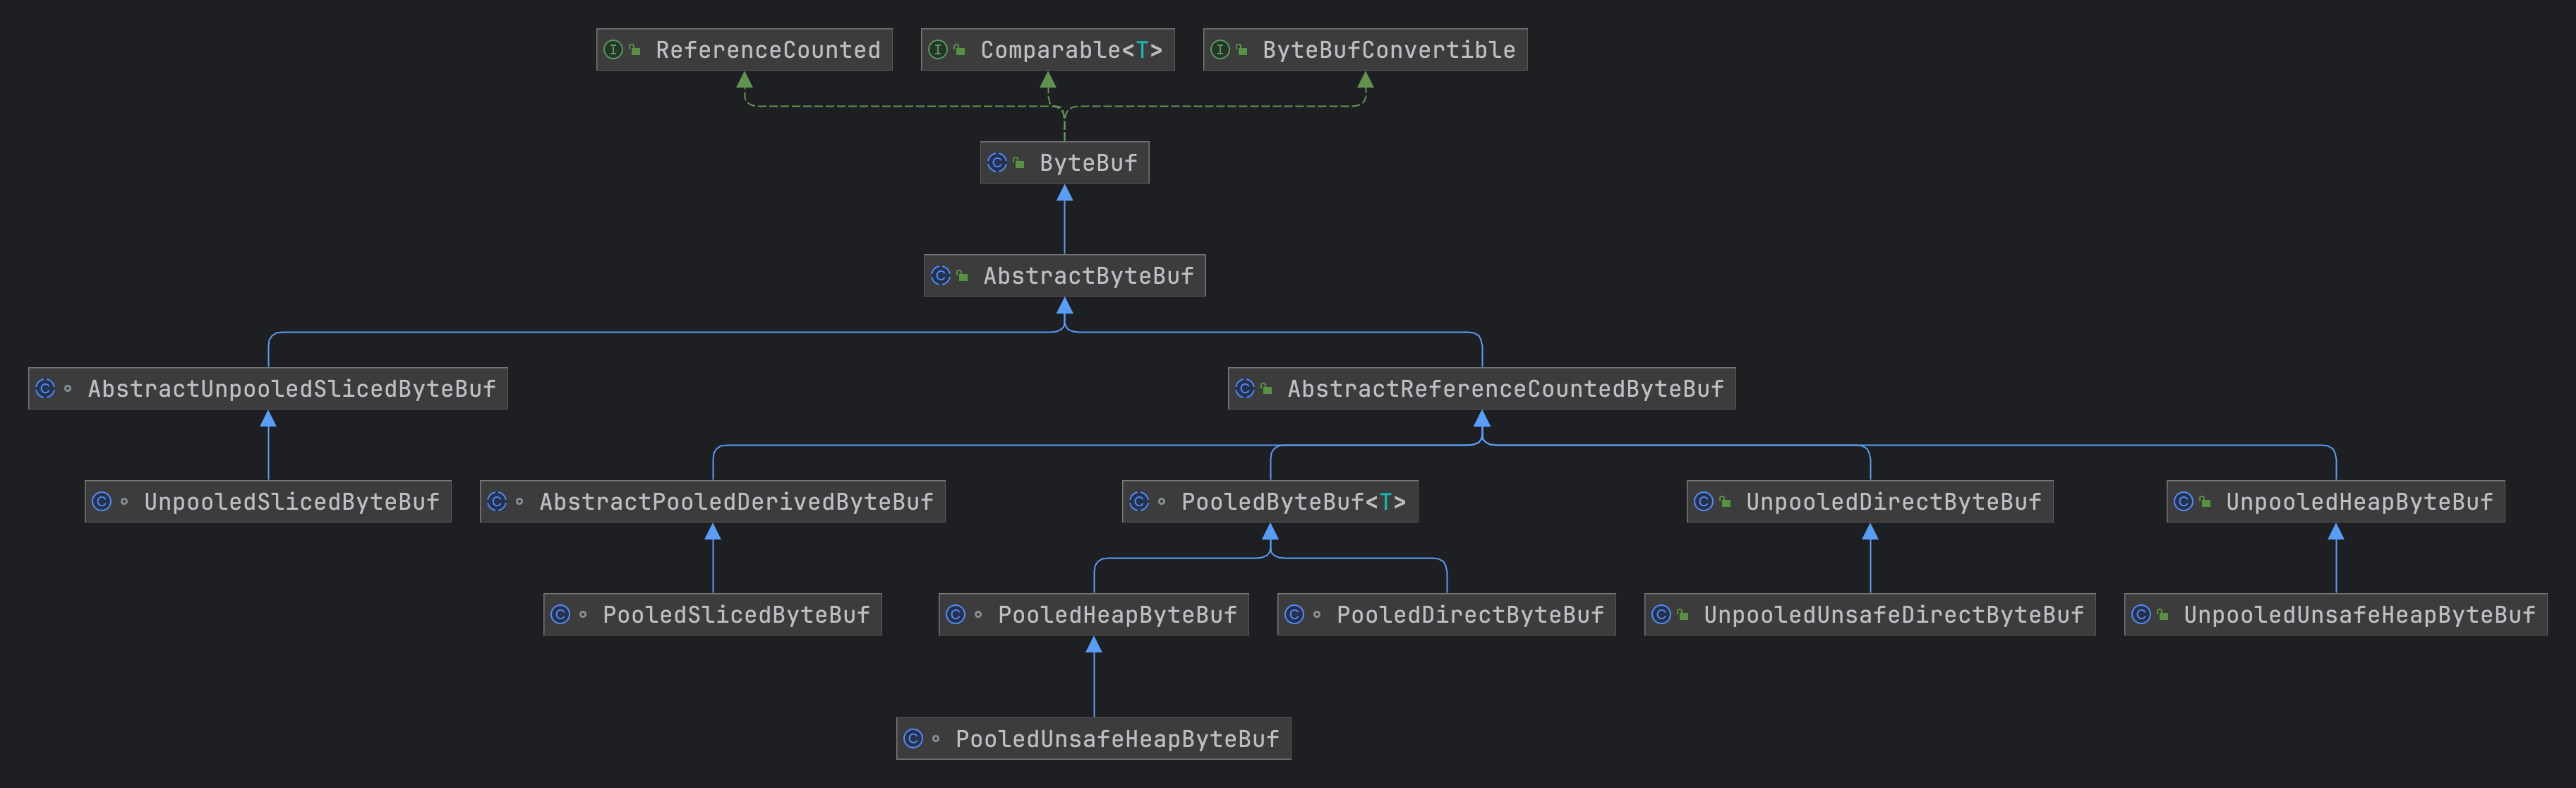 ReferenceCounted
Comparable<T>
ByteBufConvertible
ByteBuf
AbstractByteBuf
AbstractUnpooledSlicedByteBuf
AbstractReferenceCountedByteBuf
UnpooledSlicedByteBuf
AbstractPooledDerivedByteBuf
PooledByteBuf<T>
UnpooledDirectByteBuf
UnpooledHeapByteBuf
PooledSlicedByteBuf
PooledHeapByteBuf
PooledDirectByteBuf
UnpooledUnsafeDirectByteBuf
UnpooledUnsafeHeapByteBuf
PooledUnsafeHeapByteBuf